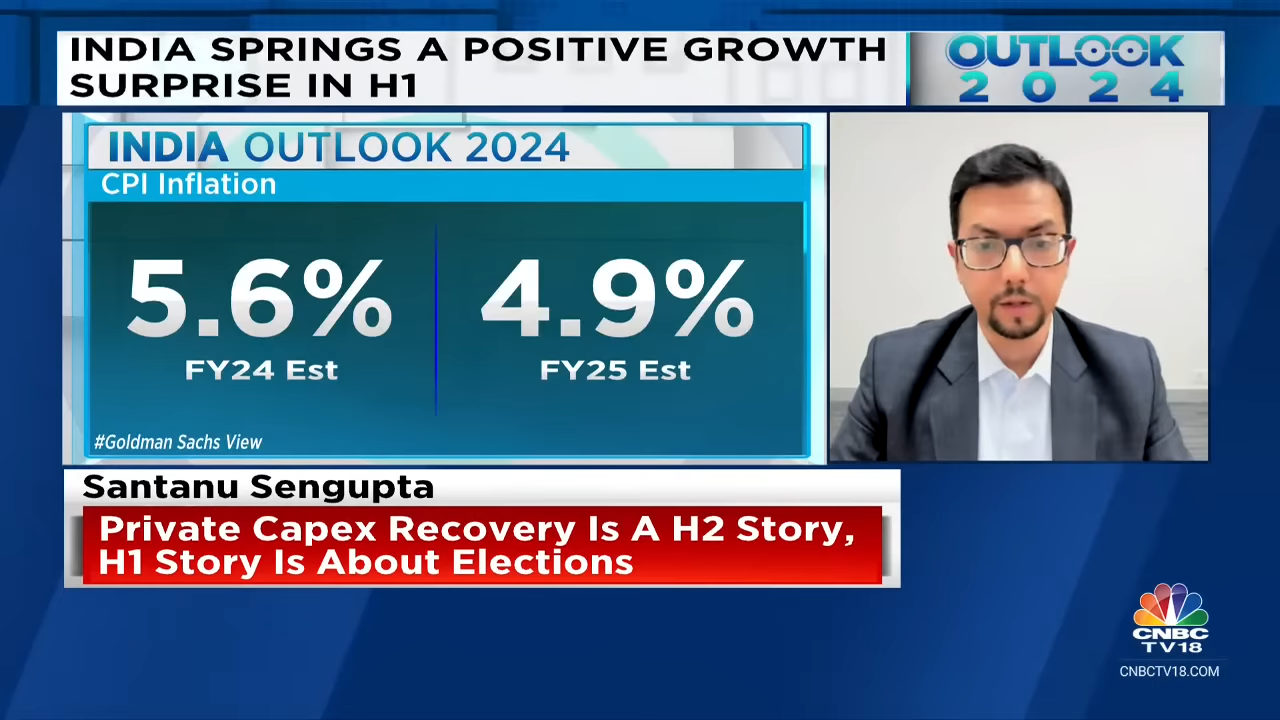 INDIA SPRINGS A POSITIVE GROWTH
SURPRISE IN H1
OUTLOOK
2024
INDIA OUTLOOK 2024
CPI Inflation
5.6%
FY24 Est
4.9%
FY25 Est
#Goldman Sachs View
Santanu Sengupta
Private Capex Recovery Is A H2 Story,
H1 Story Is About Elections
CNBC
TV18
CNBCTV18.COM